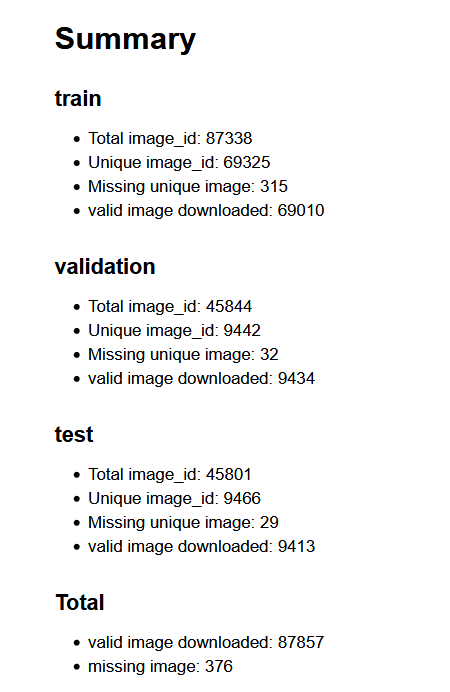 Summary
train
• Total image_id: 87338
• Unique image_id: 69325
• Missing unique image: 315
• valid image downloaded: 69010
validation
• Total image_id: 45844
• Unique image_id: 9442
• Missing unique image: 32
• valid image downloaded: 9434
test
• Total image_id: 45801
• Unique image_id: 9466
• Missing unique image: 29
• valid image downloaded: 9413
Total
• valid image downloaded: 87857
• missing image: 376